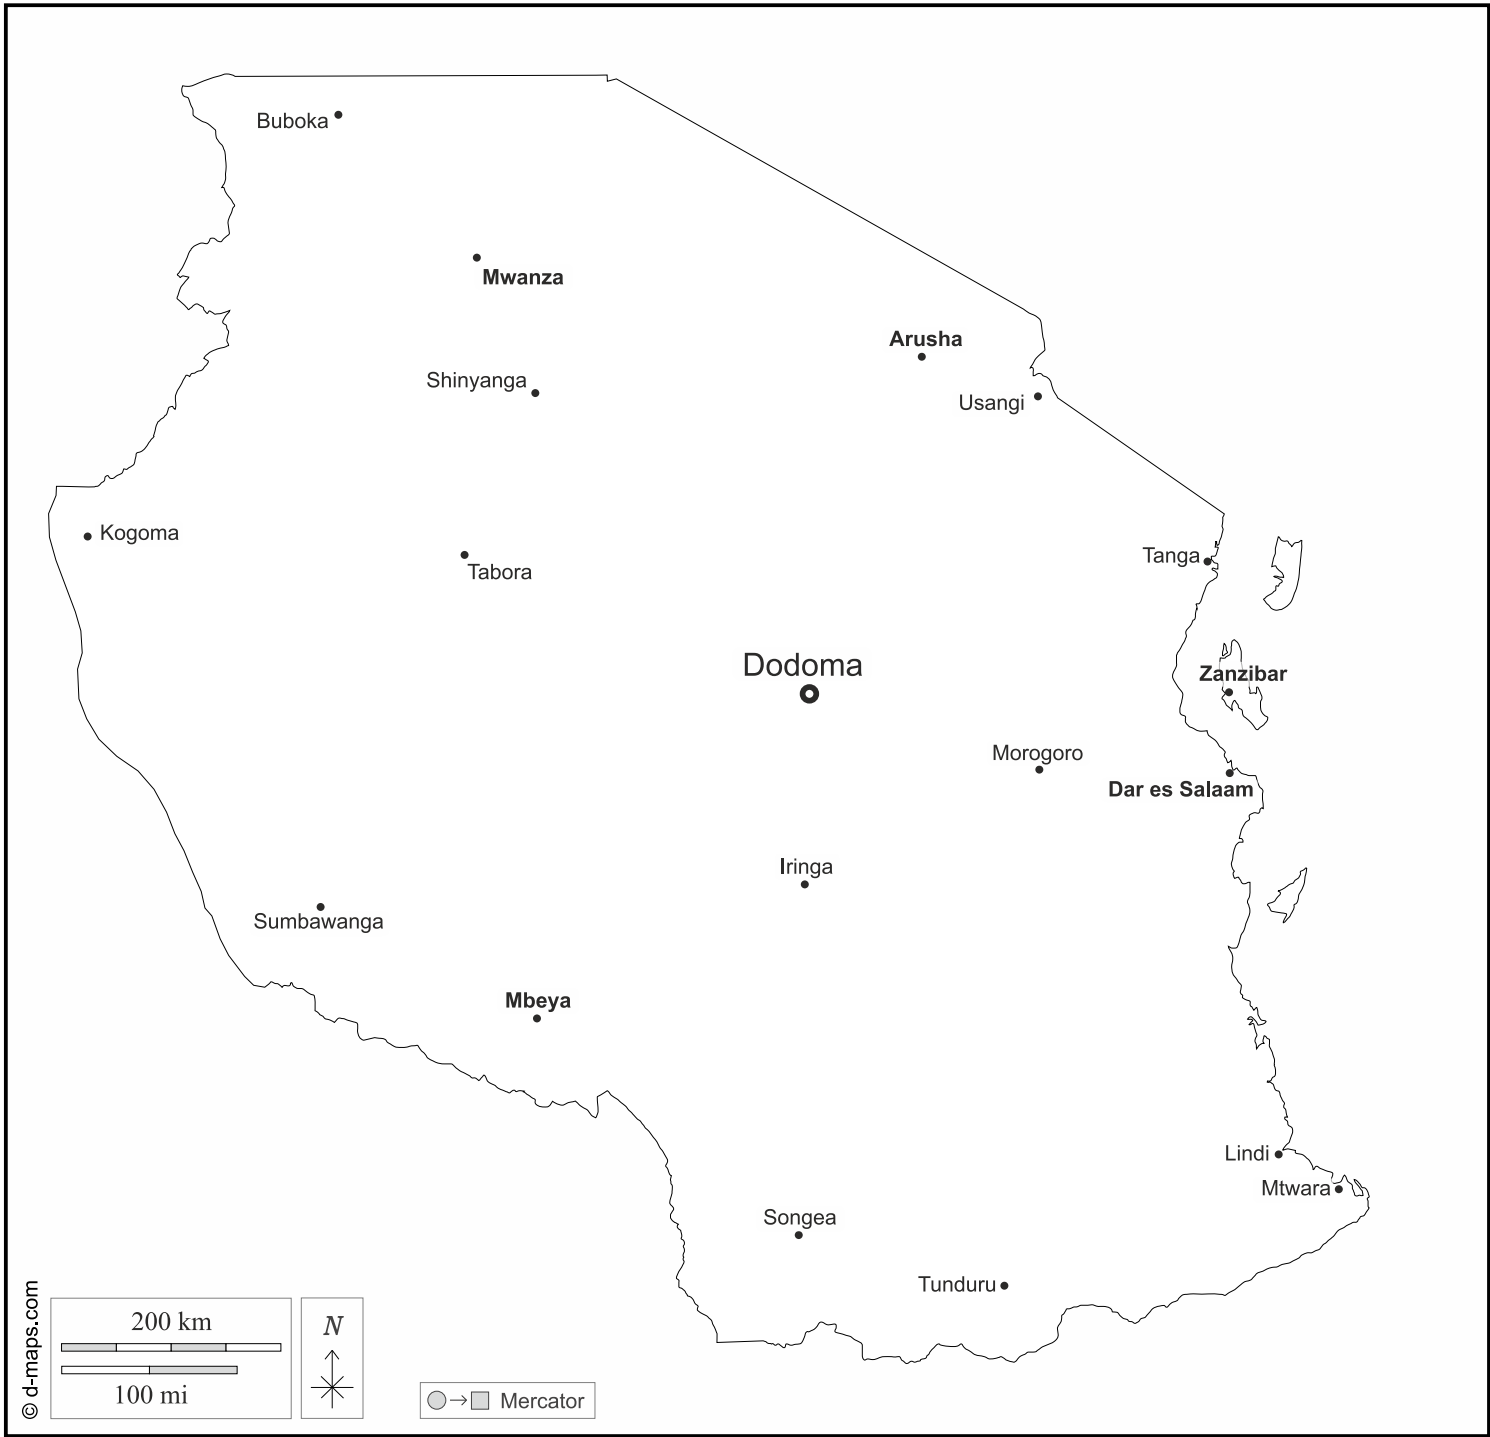 Buboka
Mwanza
Arusha
Shinyanga
Usangi
Kogoma
Tanga
Tabora
Dodoma
Zanzibar
Morogoro
Dar es Salaam
Iringa
Sumbawanga
Mbeya
Lindi
Mtwara
Songea
Tunduru
© d-maps.com
200 km
100 mi
N
Mercator